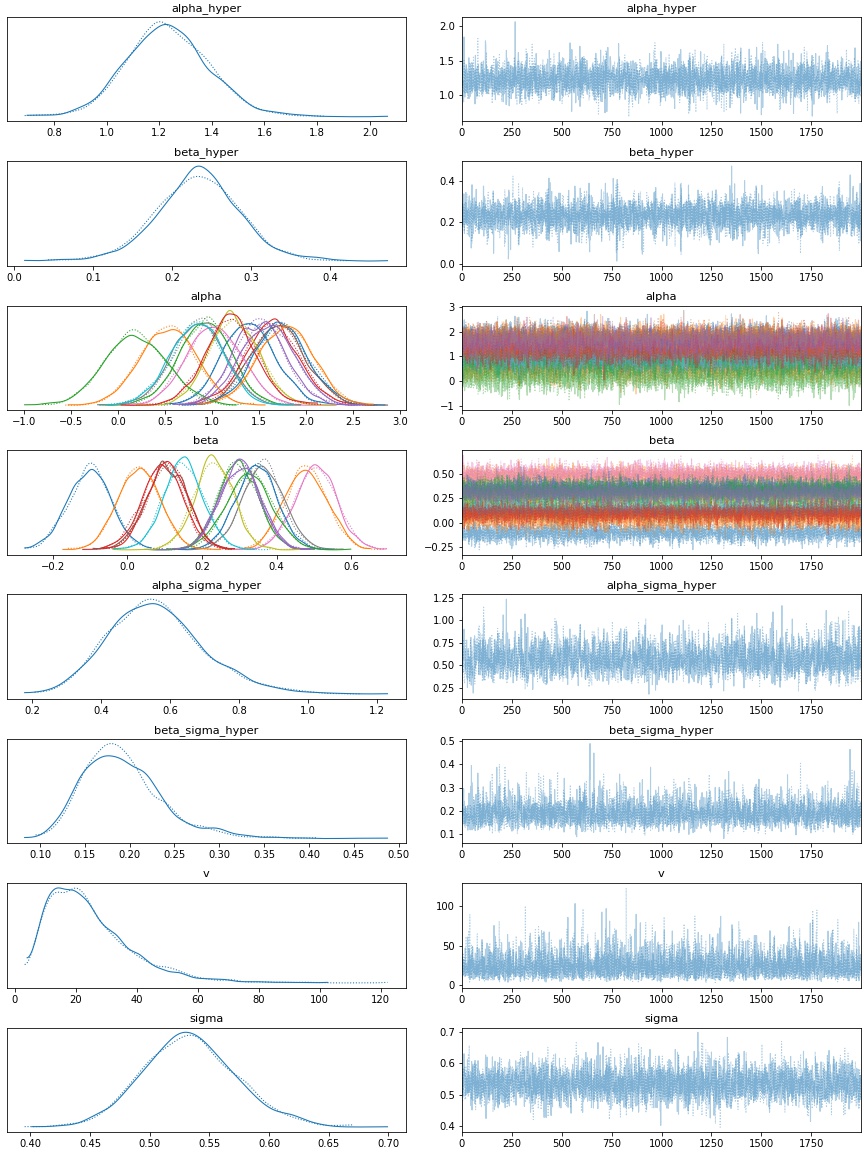 alpha_hyper alpha_hyper
2.0
1.5
1.0
0.8 1.0 1.2 1.4 1.6 1.8 2.0 0 250 500 750 1000 1250 1500 1750
beta_hyper beta_hyper
0.4
0.2
0.0
0.0 0.1 0.2 0.3 0.4 0 250 500 750 1000 1250 1500 1750
alpha alpha
3
2
1
0
−1
−1.0 −0.5 0.0 0.5 1.0 1.5 2.0 2.5 3.0 0 250 500 750 1000 1250 1500 1750
beta beta
0.50
0.25
0.00
−0.25
−0.2 0.0 0.2 0.4 0.6 0 250 500 750 1000 1250 1500 1750
alpha_sigma_hyper alpha_sigma_hyper
1.25
1.00
0.75
0.50
0.25
0.2 0.4 0.6 0.8 1.0 1.2 0 250 500 750 1000 1250 1500 1750
beta_sigma_hyper beta_sigma_hyper
0.5
0.4
0.3
0.2
0.1
0.10 0.15 0.20 0.25 0.30 0.35 0.40 0.45 0.50 0 250 500 750 1000 1250 1500 1750
v v
100
50
0
0 20 40 60 80 100 120 0 250 500 750 1000 1250 1500 1750
sigma sigma
0.7
0.6
0.5
0.4
0.40 0.45 0.50 0.55 0.60 0.65 0.70 0 250 500 750 1000 1250 1500 1750